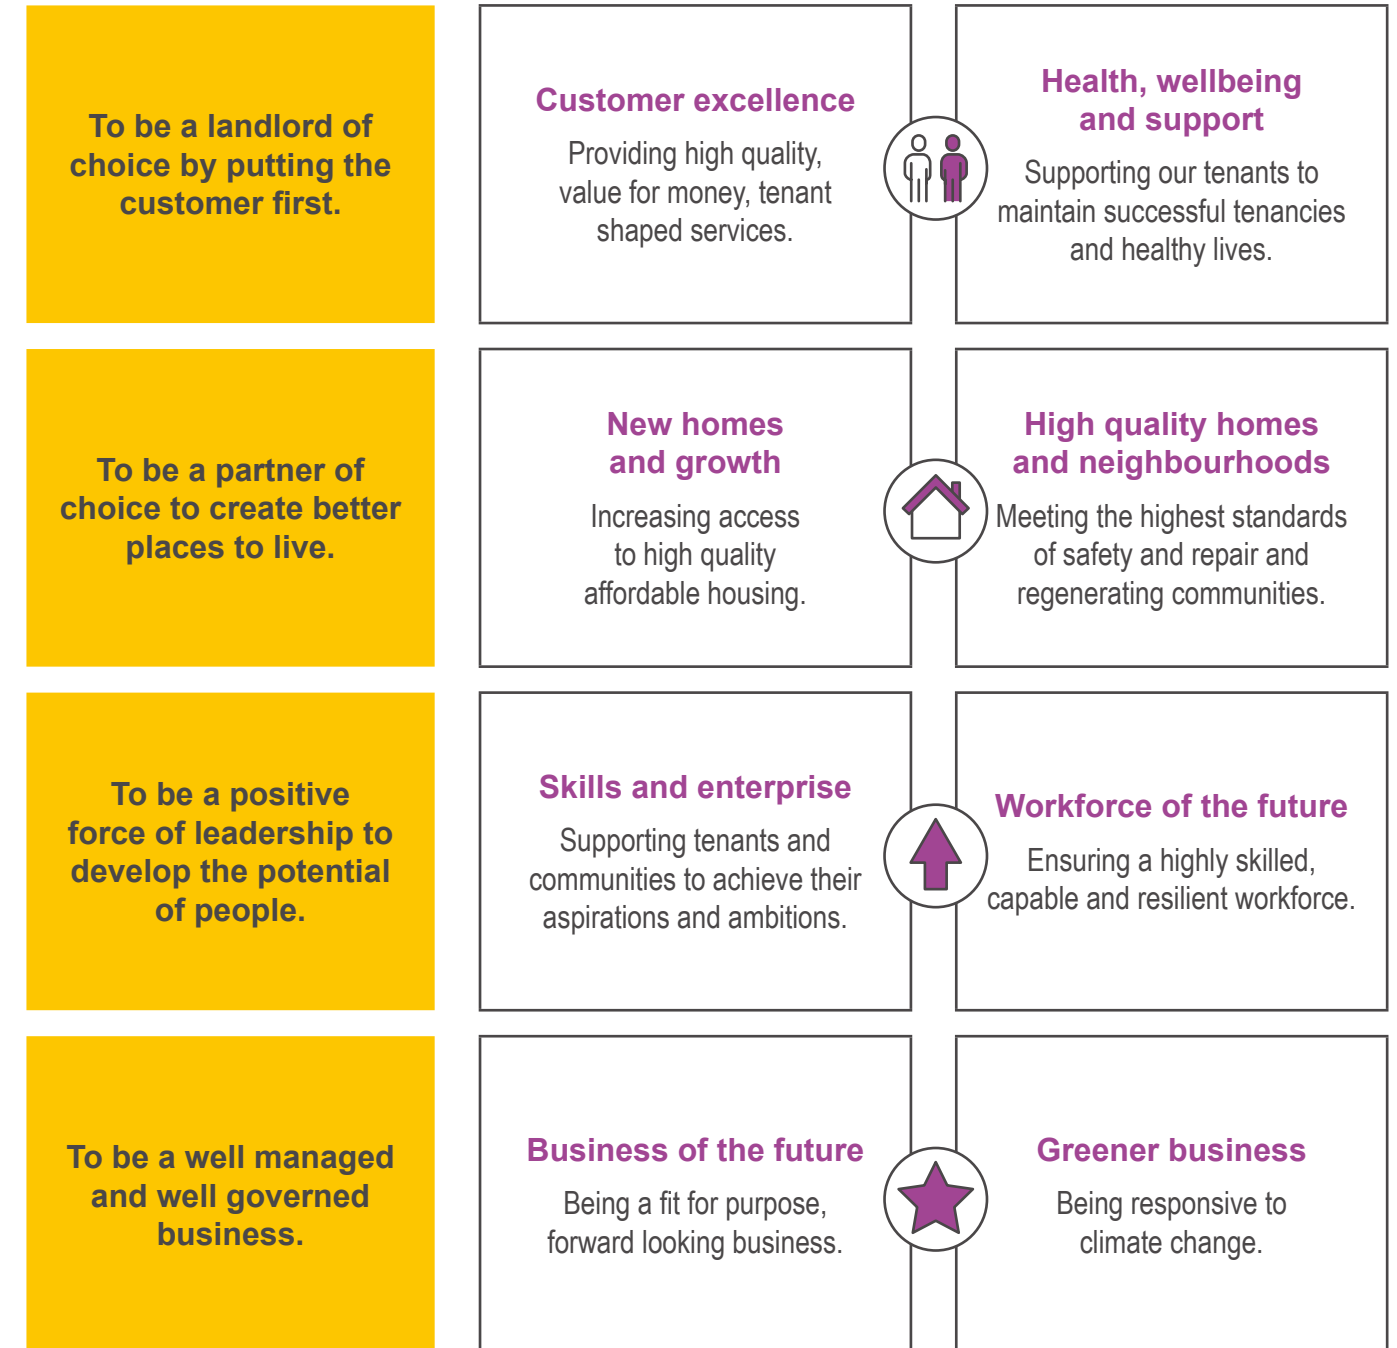 To be a landlord of
choice by putting the
customer first.
Customer excellence
Providing high quality,
value for money, tenant
shaped services.
Health, wellbeing
and support
Supporting our tenants to
maintain successful tenancies
and healthy lives.
To be a partner of
choice to create better
places to live.
New homes
and growth
Increasing access
to high quality
affordable housing.
High quality homes
and neighbourhoods
Meeting the highest standards
of safety and repair and
regenerating communities.
To be a positive
force of leadership to
develop the potential
of people.
Skills and enterprise
Supporting tenants and
communities to achieve their
aspirations and ambitions.
Workforce of the future
Ensuring a highly skilled,
capable and resilient workforce.
To be a well managed
and well governed
business.
Business of the future
Being a fit for purpose,
forward looking business.
Greener business
Being responsive to
climate change.